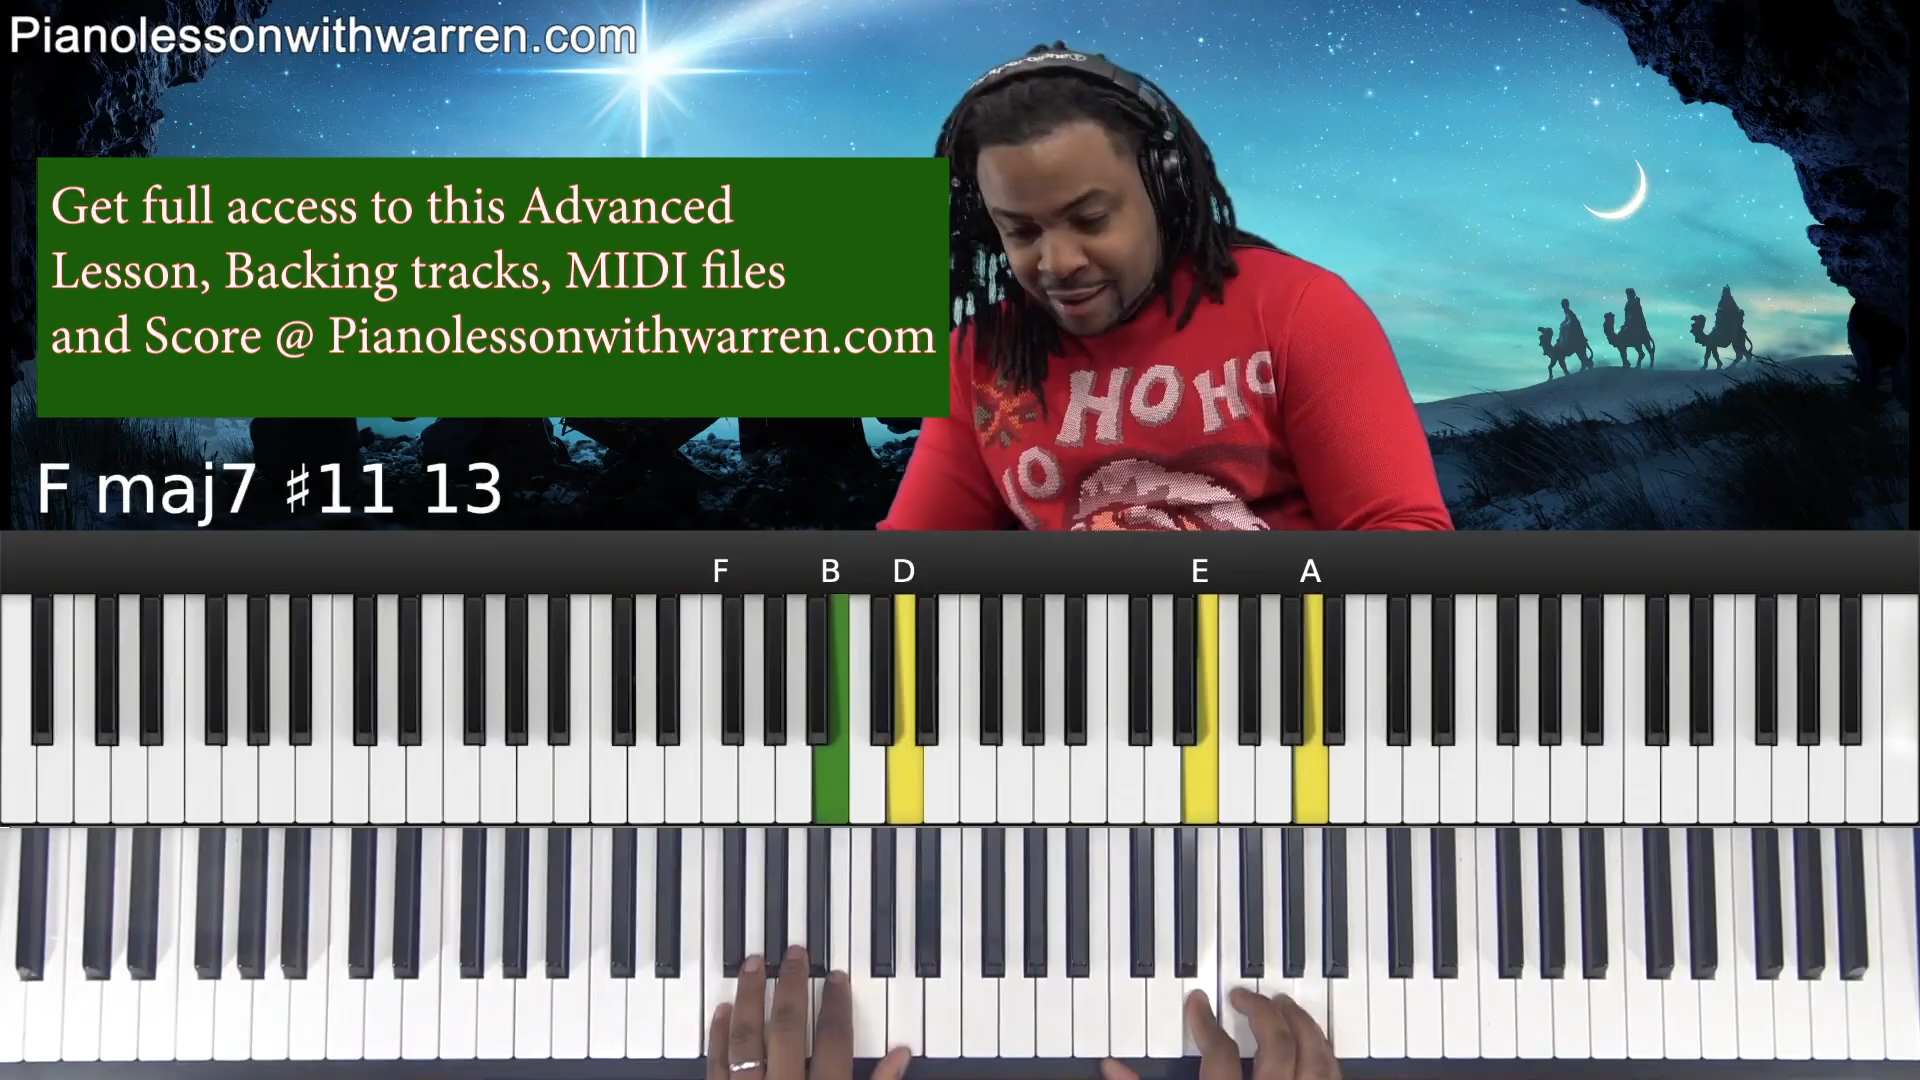 Pianolessonwithwarren.com
Get full access to this Advanced
Lesson, Backing tracks, MIDI files
and Score @ Pianolessonwithwarren.com
HO HO
HO
F maj7 ♯11 13
F B D E A